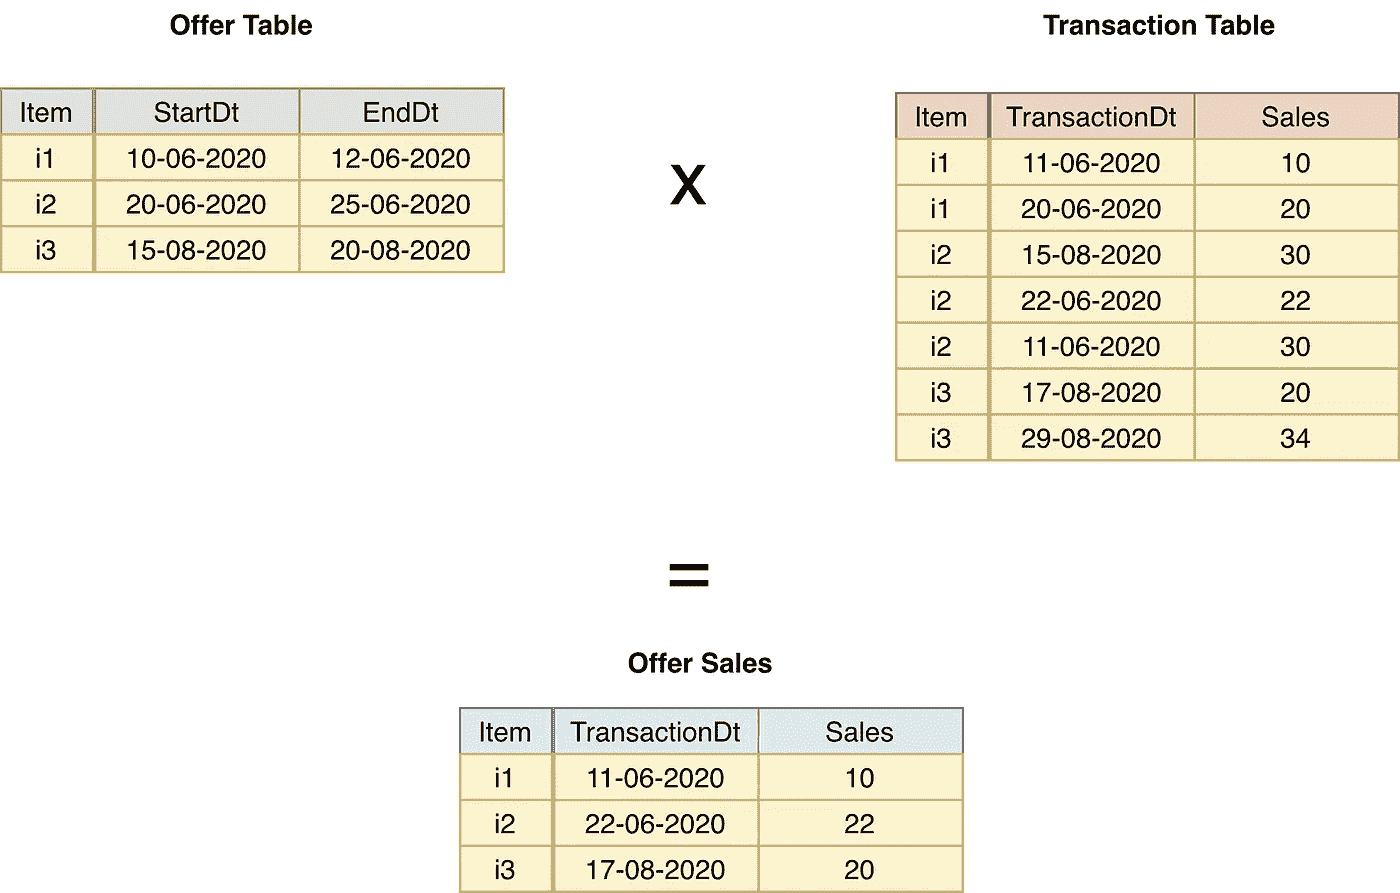 Offer Table
Transaction Table
Item StartDt EndDt
i1 10-06-2020 12-06-2020
i2 20-06-2020 25-06-2020
i3 15-08-2020 20-08-2020
X
Item TransactionDt Sales
i1 11-06-2020 10
i1 20-06-2020 20
i2 15-08-2020 30
i2 22-06-2020 22
i2 11-06-2020 30
i3 17-08-2020 20
i3 29-08-2020 34
=
Offer Sales
Item TransactionDt Sales
i1 11-06-2020 10
i2 22-06-2020 22
i3 17-08-2020 20